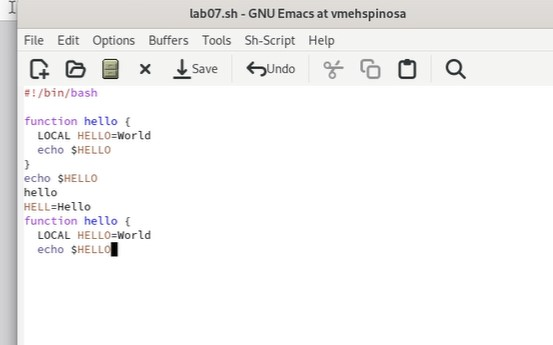 lab07.sh - GNU Emacs at vmehspinosa
File Edit Options Buffers Tools Sh-Script Help
Save Undo
#!/bin/bash
function hello {
LOCAL HELLO=World
echo $HELLO
}
echo $HELLO
hello
HELL=Hello
function hello {
LOCAL HELLO=World
echo $HELLO